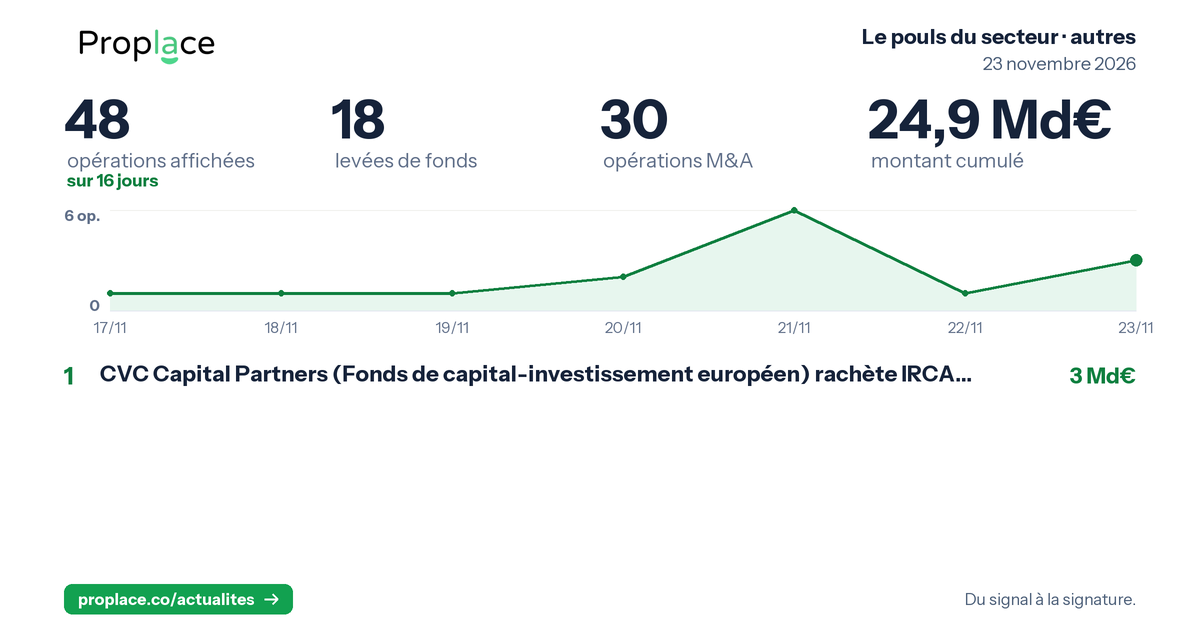 Proplace
Le pouls du secteur · autres
23 novembre 2026
48
opérations affichées
sur 16 jours
18
levées de fonds
30
opérations M&A
24,9 Md€
montant cumulé
6 op.
0
17/11 18/11 19/11 20/11 21/11 22/11 23/11
1 CVC Capital Partners (Fonds de capital-investissement européen) rachète IRCA... 3 Md€
proplace.co/actualites →
Du signal à la signature.